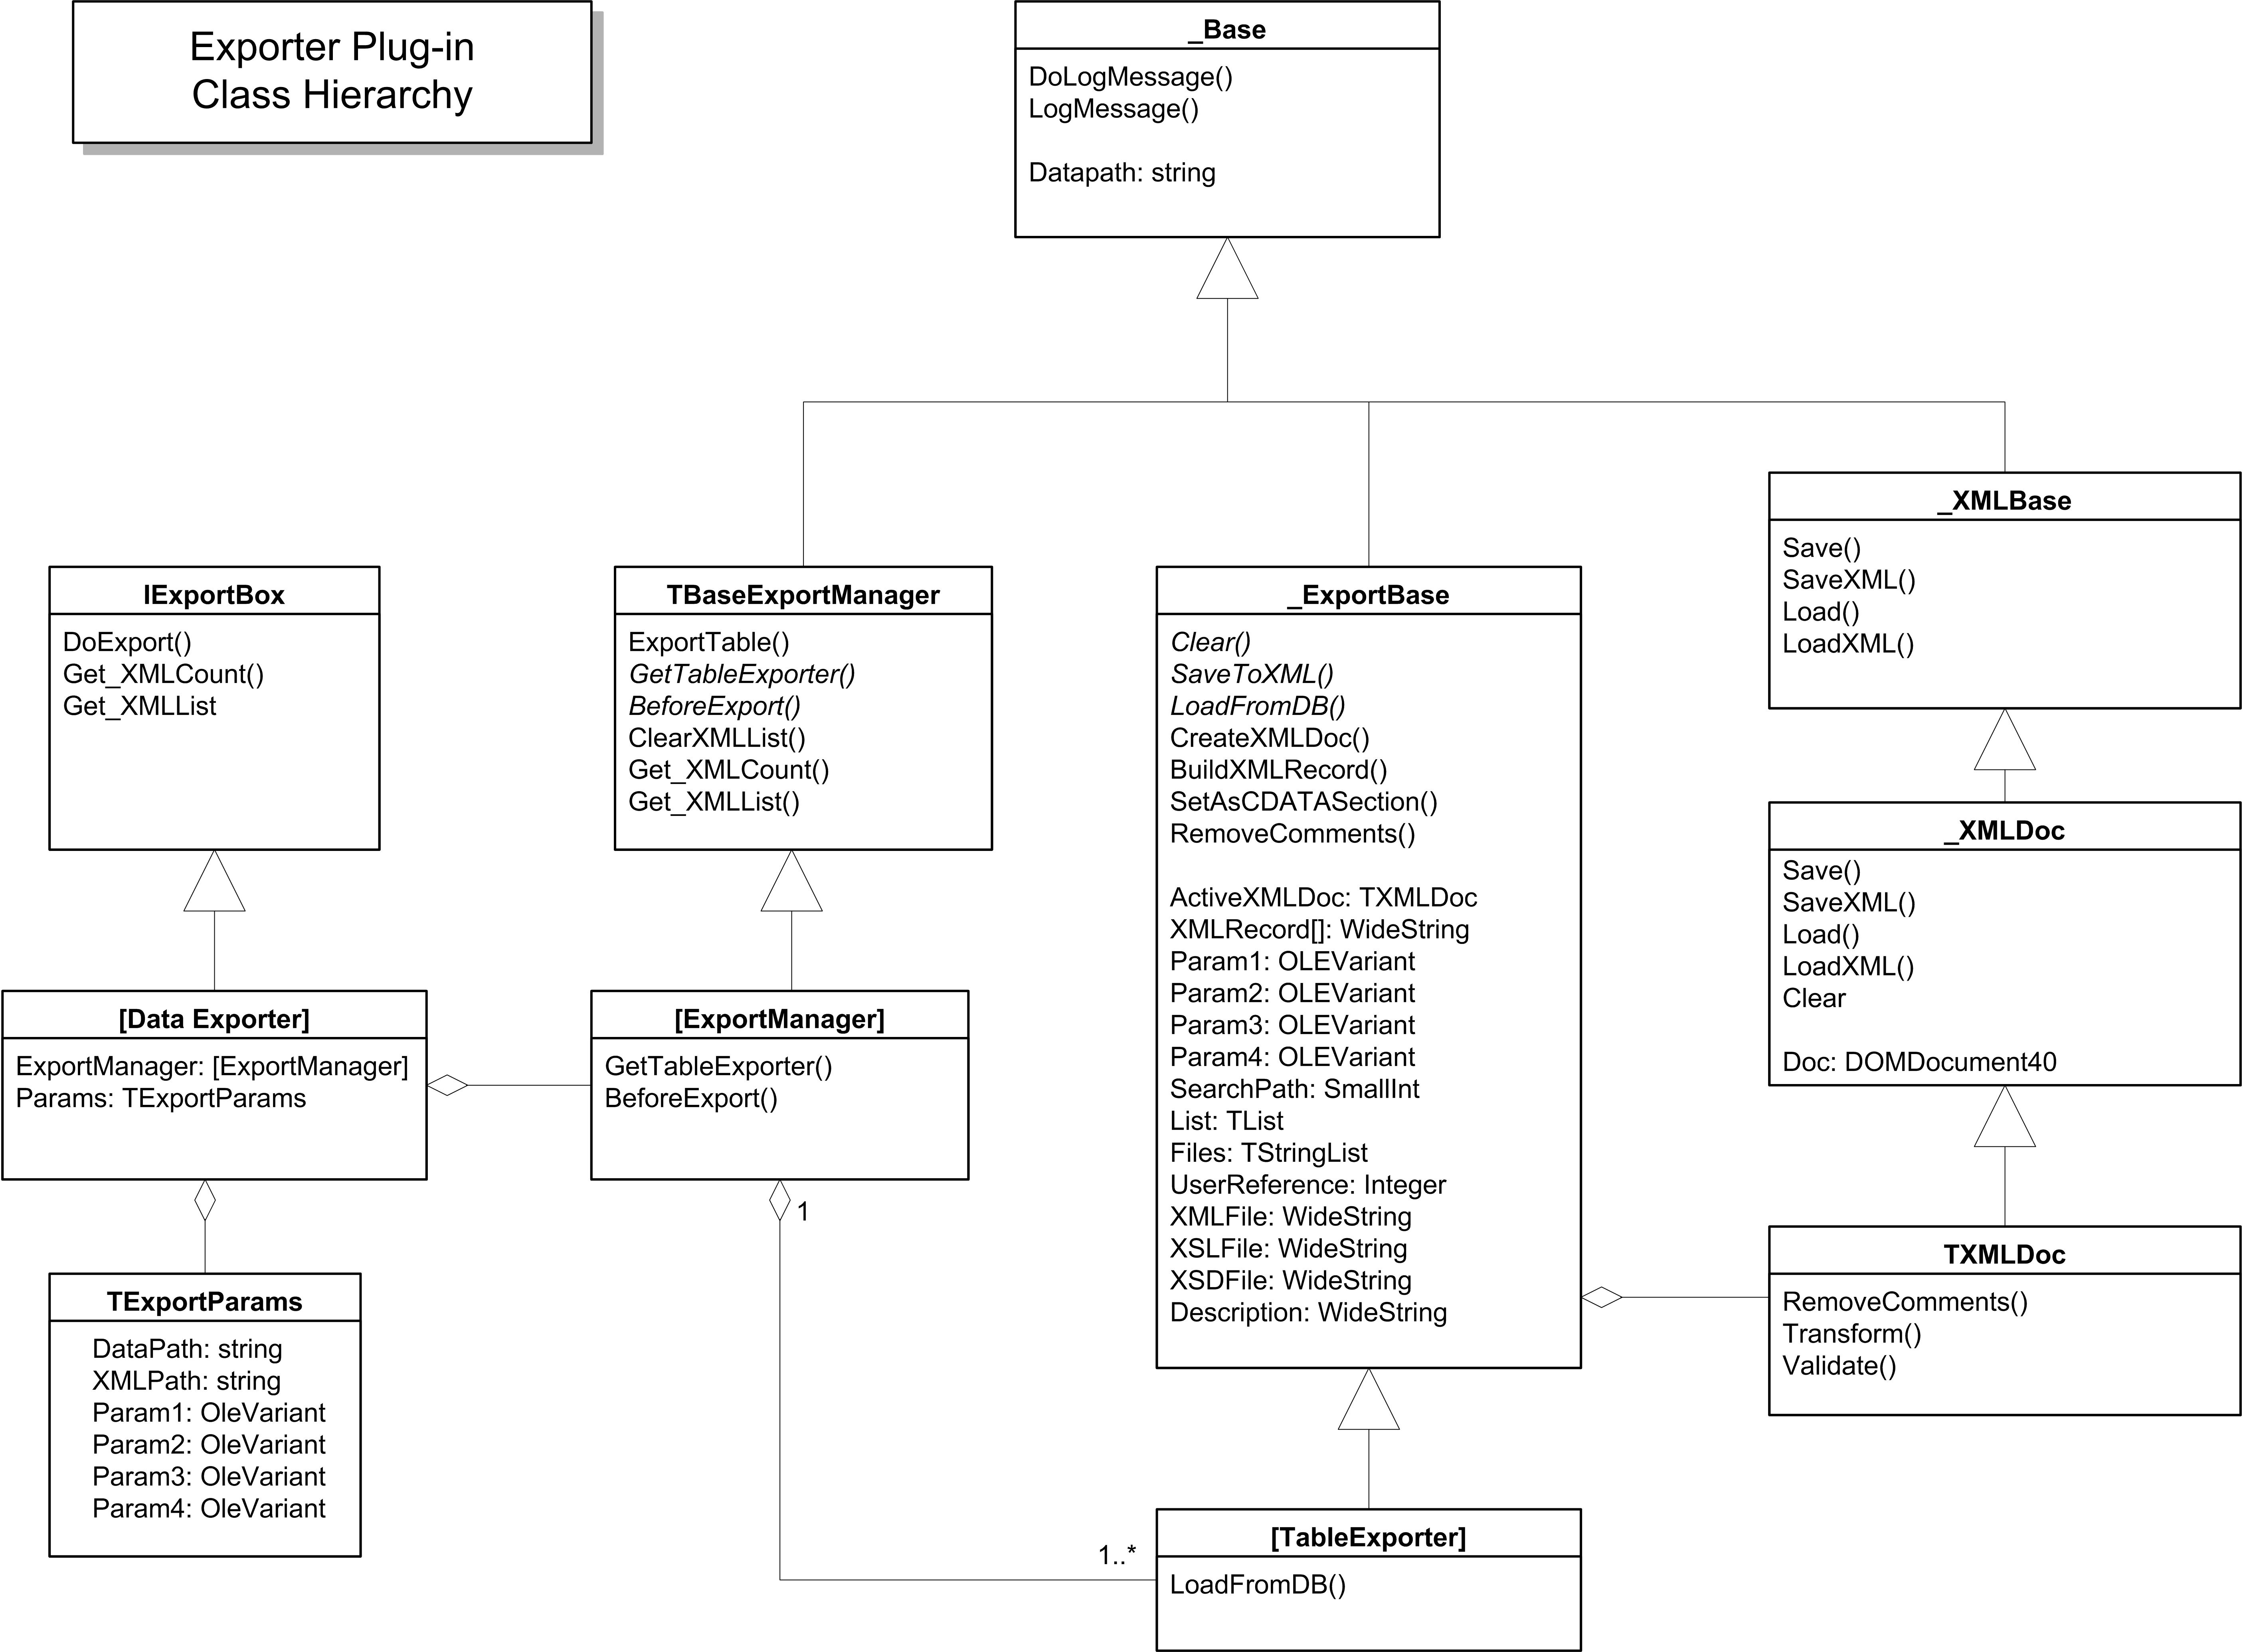 Exporter Plug-in
Class Hierarchy
_Base
DoLogMessage()
LogMessage()
Datapath: string
_XMLBase
Save()
SaveXML()
Load()
LoadXML()
IExportBox
DoExport()
Get_XMLCount()
Get_XMLList
TBaseExportManager
ExportTable()
GetTableExporter()
BeforeExport()
ClearXMLList()
Get_XMLCount()
Get_XMLList()
_ExportBase
Clear()
SaveToXML()
LoadFromDB()
CreateXMLDoc()
BuildXMLRecord()
SetAsCDATASection()
RemoveComments()
ActiveXMLDoc: TXMLDoc
XMLRecord[]: WideString
Param1: OLEVariant
Param2: OLEVariant
Param3: OLEVariant
Param4: OLEVariant
SearchPath: SmallInt
List: TList
Files: TStringList
UserReference: Integer
XMLFile: WideString
XSLFile: WideString
XSDFile: WideString
Description: WideString
_XMLDoc
Save()
SaveXML()
Load()
LoadXML()
Clear
Doc: DOMDocument40
[Data Exporter]
ExportManager: [ExportManager]
Params: TExportParams
[ExportManager]
GetTableExporter()
BeforeExport()
1
TXMLDoc
RemoveComments()
Transform()
Validate()
TExportParams
DataPath: string
XMLPath: string
Param1: OleVariant
Param2: OleVariant
Param3: OleVariant
Param4: OleVariant
1..*
[TableExporter]
LoadFromDB()